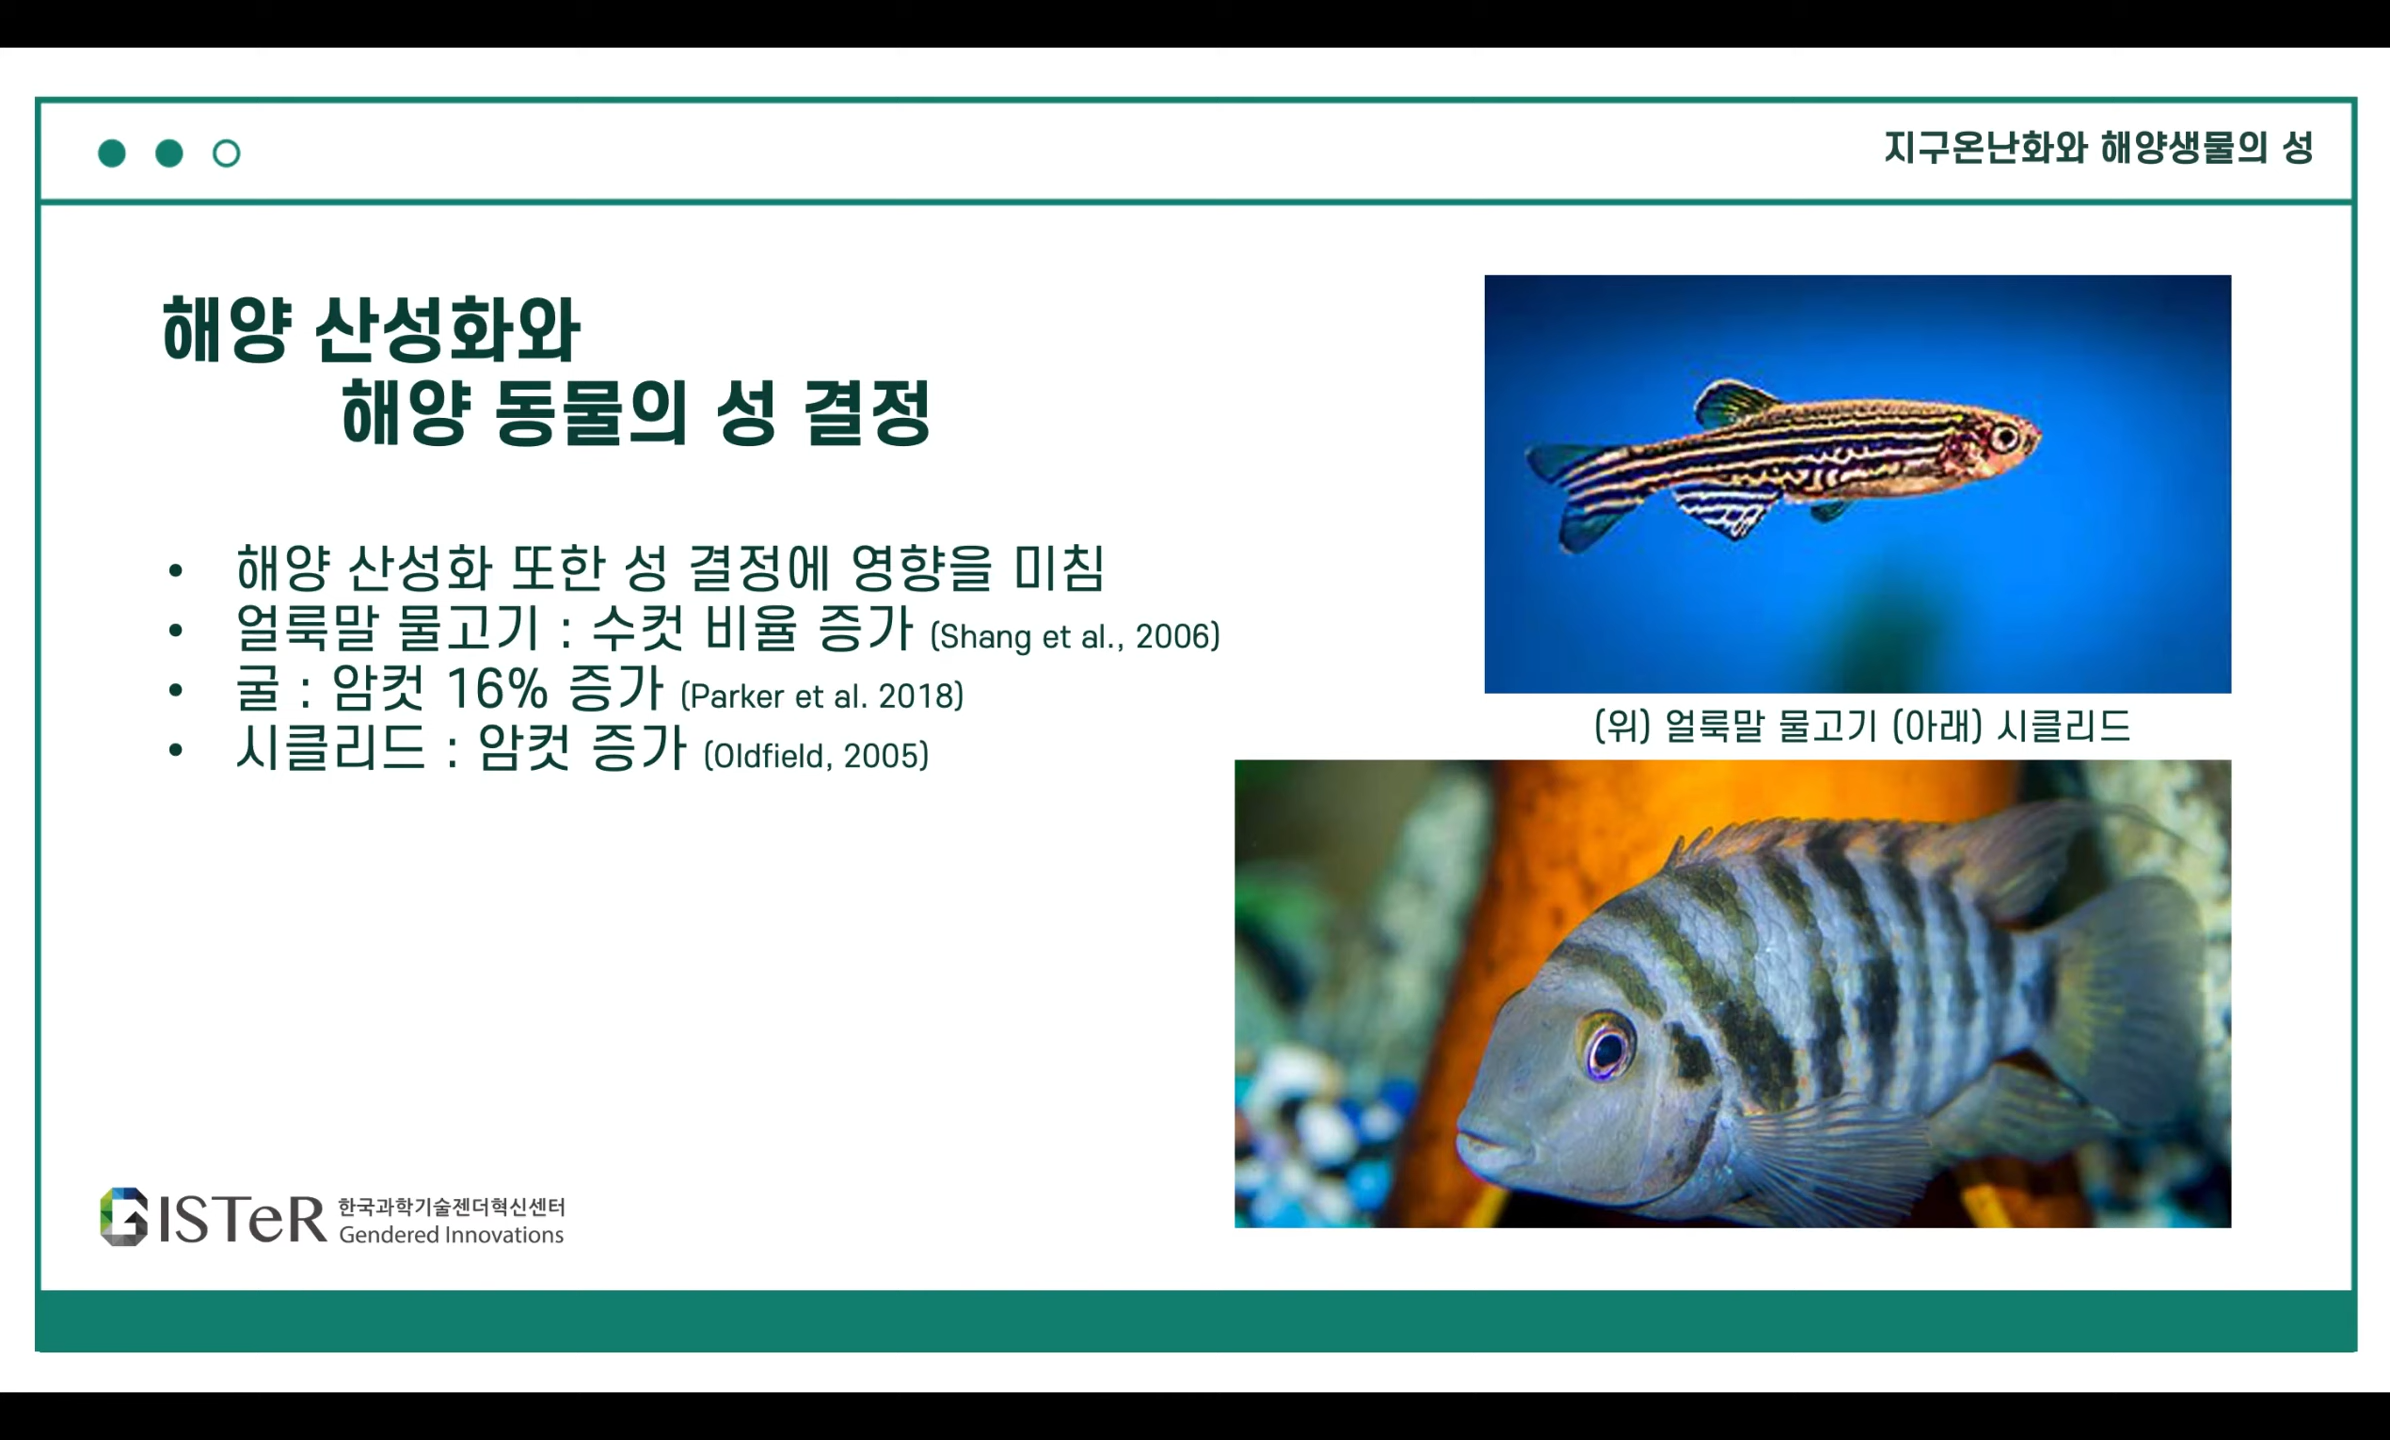 지구온난화와 해양생물의 성
해양 산성화와
해양 동물의 성 결정
• 해양 산성화 또한 성 결정에 영향을 미침
• 얼룩말 물고기 : 수컷 비율 증가 (Shang et al., 2006)
• 굴 : 암컷 16% 증가 (Parker et al. 2018)
• 시클리드 : 암컷 증가 (Oldfield, 2005)
(위) 얼룩말 물고기 (아래) 시클리드
GISTeR 한국과학기술젠더혁신센터
Gendered Innovations